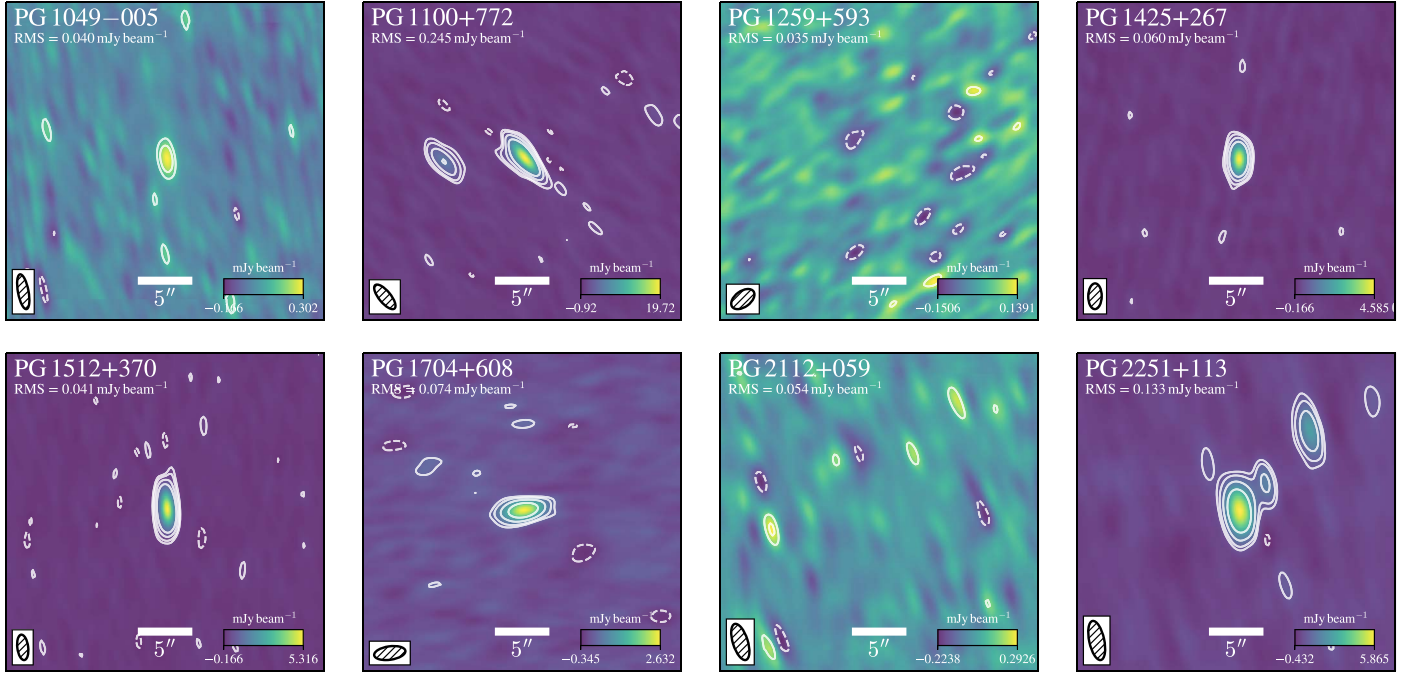 PG 1049−005
RMS = 0.040 mJy beam⁻¹
mJy beam⁻¹
5″
−0.166 0.302
PG 1100+772
RMS = 0.245 mJy beam⁻¹
mJy beam⁻¹
5″
−0.92 19.72
PG 1259+593
RMS = 0.035 mJy beam⁻¹
mJy beam⁻¹
5″
−0.1506 0.1391
PG 1425+267
RMS = 0.060 mJy beam⁻¹
mJy beam⁻¹
5″
−0.166 4.585
PG 1512+370
RMS = 0.041 mJy beam⁻¹
mJy beam⁻¹
5″
−0.166 5.316
PG 1704+608
RMS = 0.074 mJy beam⁻¹
mJy beam⁻¹
5″
−0.345 2.632
PG 2112+059
RMS = 0.054 mJy beam⁻¹
mJy beam⁻¹
5″
−0.2238 0.2926
PG 2251+113
RMS = 0.133 mJy beam⁻¹
mJy beam⁻¹
5″
−0.432 5.865